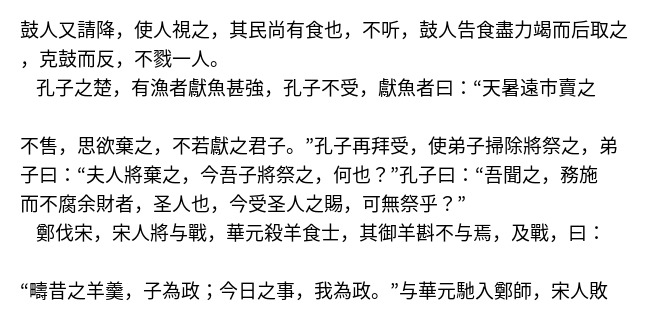 鼓人又請降，使人視之，其民尚有食也，不听，鼓人告食盡力竭而后取之
，克鼓而反，不戮一人。
孔子之楚，有漁者獻魚甚強，孔子不受，獻魚者曰：“天暑遠市賣之
不售，思欲棄之，不若獻之君子。”孔子再拜受，使弟子掃除將祭之，弟
子曰：“夫人將棄之，今吾子將祭之，何也？”孔子曰：“吾聞之，務施
而不腐余財者，圣人也，今受圣人之賜，可無祭乎？”
鄭伐宋，宋人將与戰，華元殺羊食士，其御羊斟不与焉，及戰，曰：
“疇昔之羊羹，子為政；今日之事，我為政。”与華元馳入鄭師，宋人敗